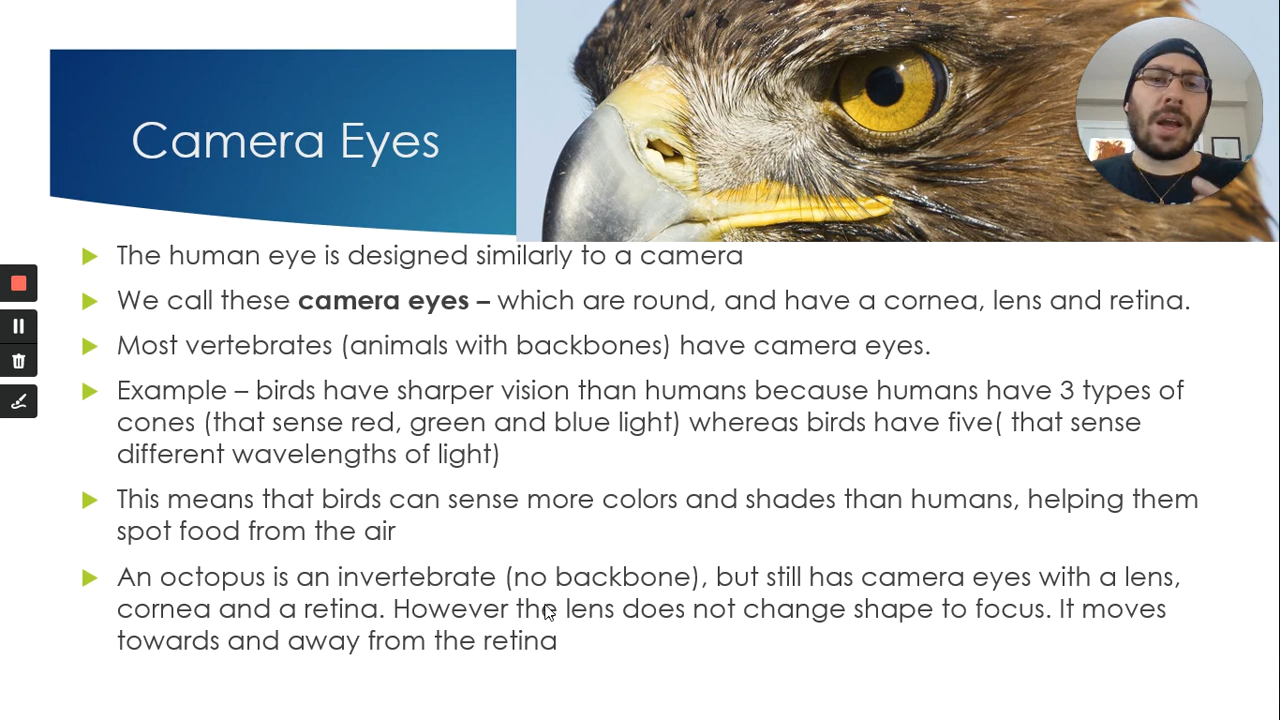 Camera Eyes
The human eye is designed similarly to a camera
We call these camera eyes – which are round, and have a cornea, lens and retina.
Most vertebrates (animals with backbones) have camera eyes.
Example – birds have sharper vision than humans because humans have 3 types of
cones (that sense red, green and blue light) whereas birds have five( that sense
different wavelengths of light)
This means that birds can sense more colors and shades than humans, helping them
spot food from the air
An octopus is an invertebrate (no backbone), but still has camera eyes with a lens,
cornea and a retina. However the lens does not change shape to focus. It moves
towards and away from the retina